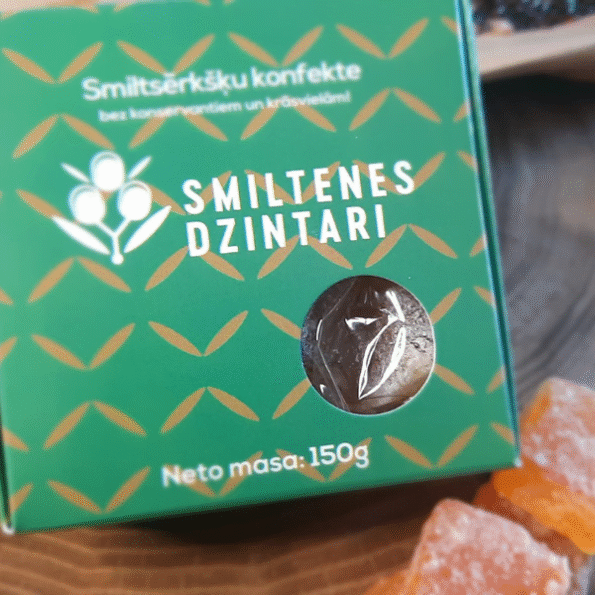 Smiltsērkšķu konfekte
bez konservantiem un krāsvielām!
SMILTENES
DZINTARI
Neto masa: 150g